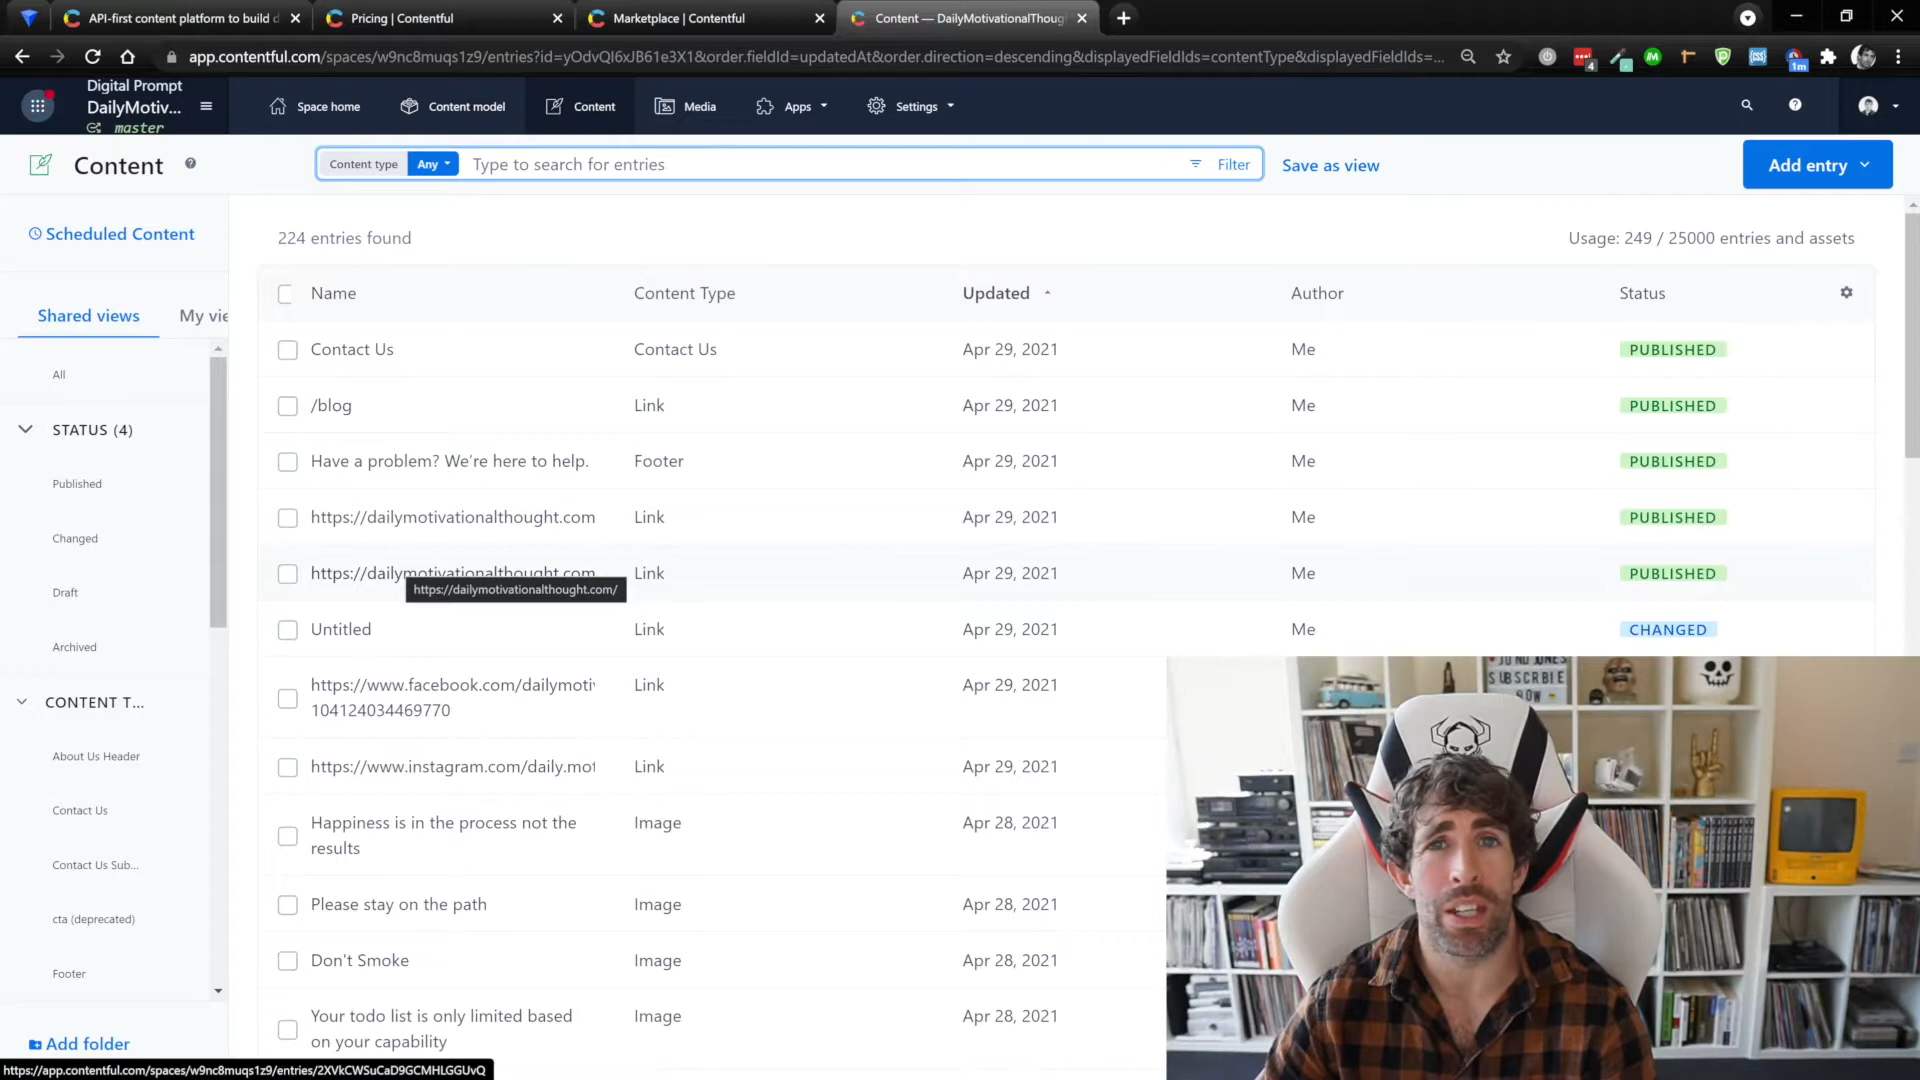 API-first content platform to build d
Pricing | Contentful
Marketplace | Contentful
Content — DailyMotivationalThoug
app.contentful.com/spaces/w9nc8muqs1z9/entries?id=yOdvQI6xJB61e3X1&order.fieldId=updatedAt&order.direction=descending&displayedFieldIds=contentType&displayedFieldIds=...
4
1m
Digital Prompt
DailyMotiv...
master
Space home
Content model
Content
Media
Apps
Settings
Content
Content type
Any
Type to search for entries
Filter
Save as view
Add entry
Scheduled Content
224 entries found
Usage: 249 / 25000 entries and assets
Shared views
My vie
Name
Content Type
Updated
Author
Status
All
STATUS (4)
Published
Changed
Draft
Archived
CONTENT T...
About Us Header
Contact Us
Contact Us Sub...
cta (deprecated)
Footer
Add folder
Contact Us
Contact Us
Apr 29, 2021
Me
PUBLISHED
/blog
Link
Apr 29, 2021
Me
PUBLISHED
Have a problem? We're here to help.
Footer
Apr 29, 2021
Me
PUBLISHED
https://dailymotivationalthought.com
Link
Apr 29, 2021
Me
PUBLISHED
https://dailymotivationalthought.com
Link
Apr 29, 2021
Me
PUBLISHED
https://dailymotivationalthought.com/
Untitled
Link
Apr 29, 2021
Me
CHANGED
https://www.facebook.com/dailymoti
104124034469770
Link
Apr 29, 2021
https://www.instagram.com/daily.mot
Link
Apr 29, 2021
Happiness is in the process not the
results
Image
Apr 28, 2021
Please stay on the path
Image
Apr 28, 2021
Don't Smoke
Image
Apr 28, 2021
Your todo list is only limited based
on your capability
Image
Apr 28, 2021
JONDJONES
SUBSCRBIE
NOW
https://app.contentful.com/spaces/w9nc8muqs1z9/entries/2XVkCWSuCaD9GCMHLGGUvQ